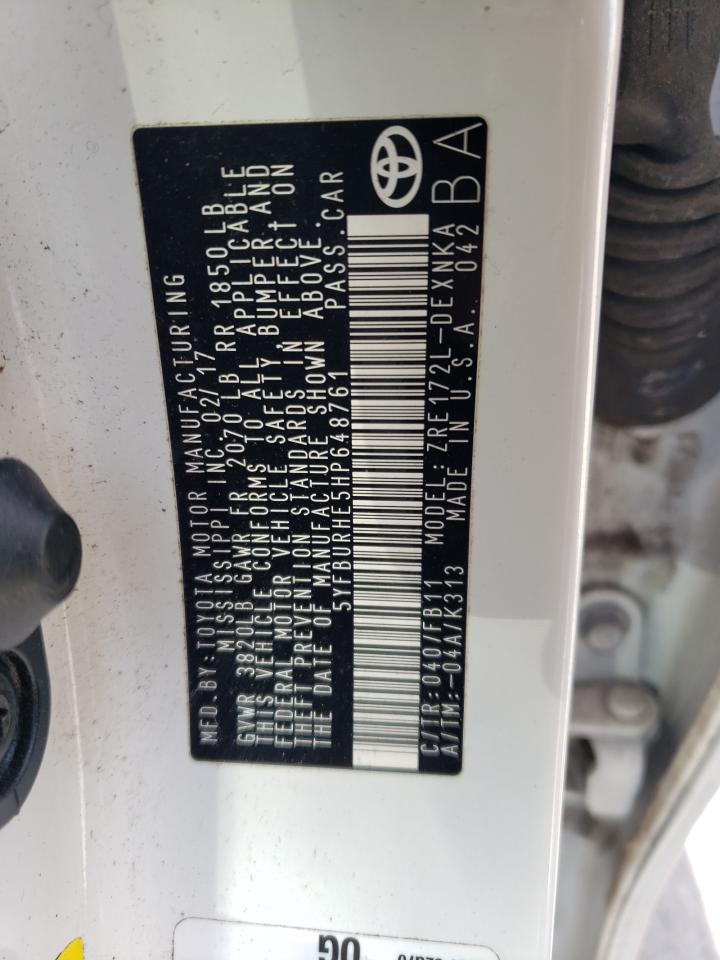 MFD. BY: TOYOTA MOTOR MANUFACTURING
MISSISSIPPI INC. 02/17
GVWR 3820LB GAWR FR 2070LB RR 1850LB
THIS VEHICLE CONFORMS TO ALL APPLICABLE
FEDERAL MOTOR VEHICLE SAFETY, BUMPER, AND
THEFT PREVENTION STANDARDS IN EFFECT ON
THE DATE OF MANUFACTURE SHOWN ABOVE.
5YFBURHE5HP648761 PASS. CAR
C/TR: 040/FB11 MODEL: ZRE172L-DEXNKA
A/TM: -04A/K313 MADE IN U.S.A. 042
BA
OG